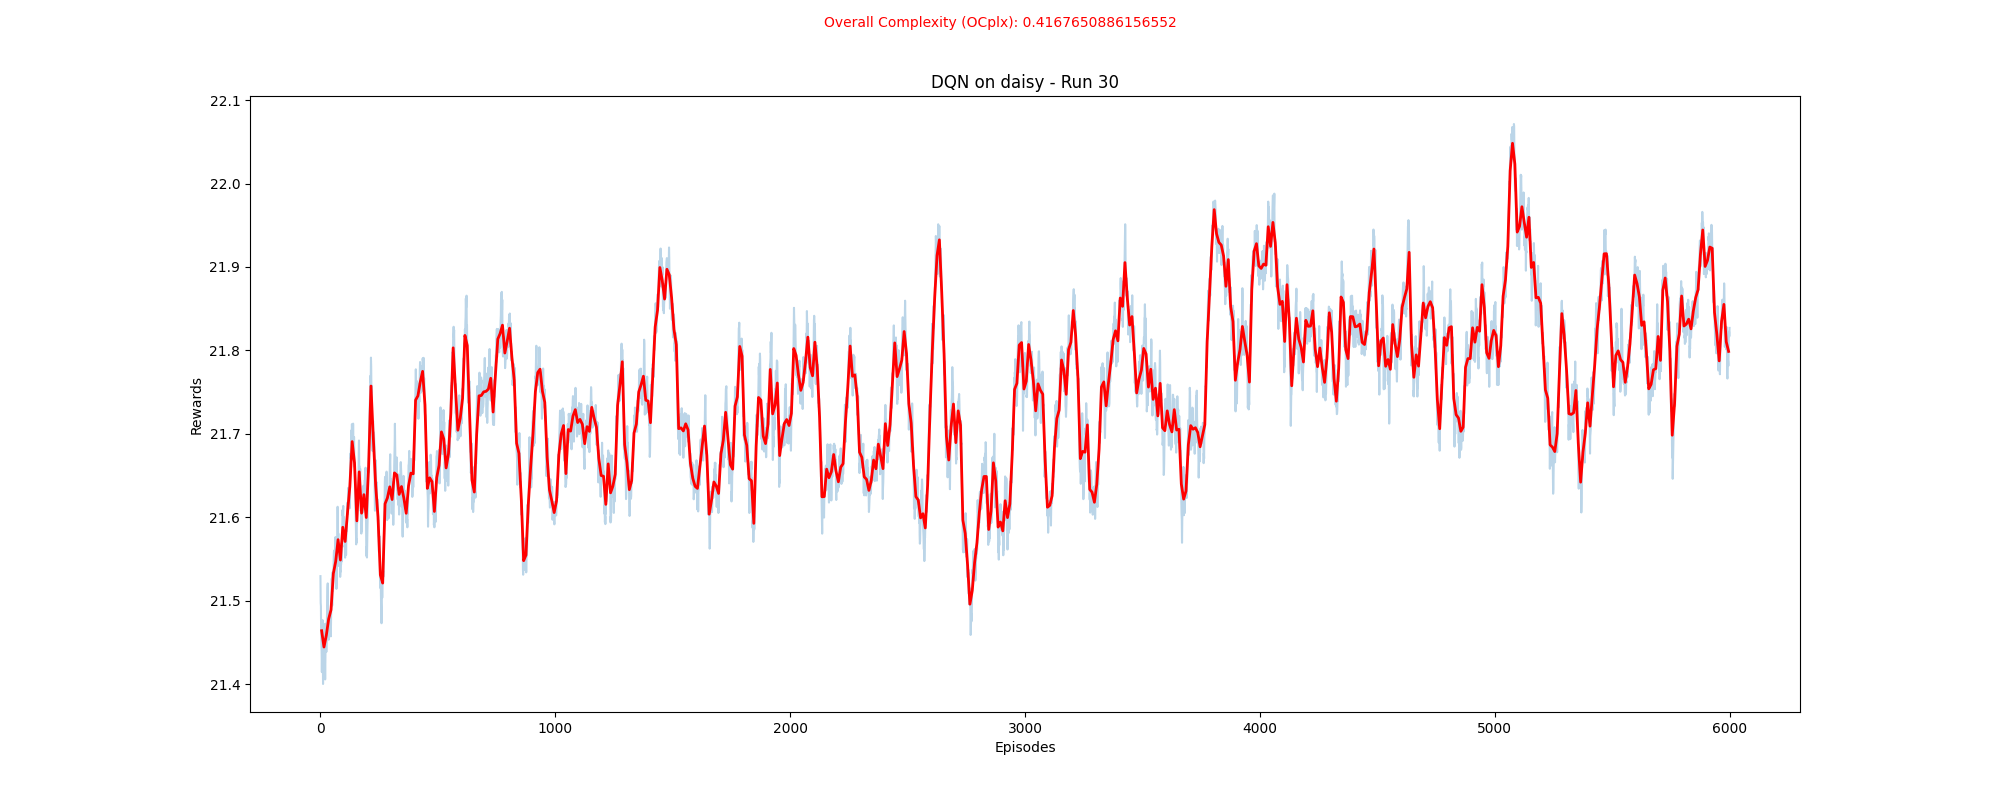 Overall Complexity (OCplx): 0.4167650886156552
DQN on daisy - Run 30
22.1
22.0
21.9
21.8
21.7
21.6
21.5
21.4
Rewards
0 1000 2000 3000 4000 5000 6000
Episodes